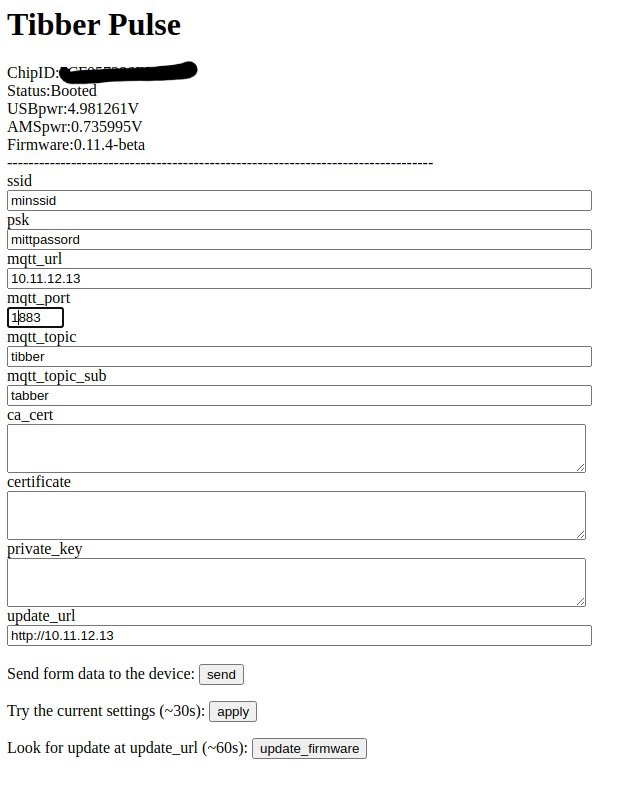 Tibber Pulse
ChipID:
Status:Booted
USBpwr:4.981261V
AMSpwr:0.735995V
Firmware:0.11.4-beta
--------------------------------------------------------------------------------
ssid
minssid
psk
mittpassord
mqtt_url
10.11.12.13
mqtt_port
1883
mqtt_topic
tibber
mqtt_topic_sub
tabber
ca_cert
certificate
private_key
update_url
http://10.11.12.13
Send form data to the device: send
Try the current settings (~30s): apply
Look for update at update_url (~60s): update_firmware